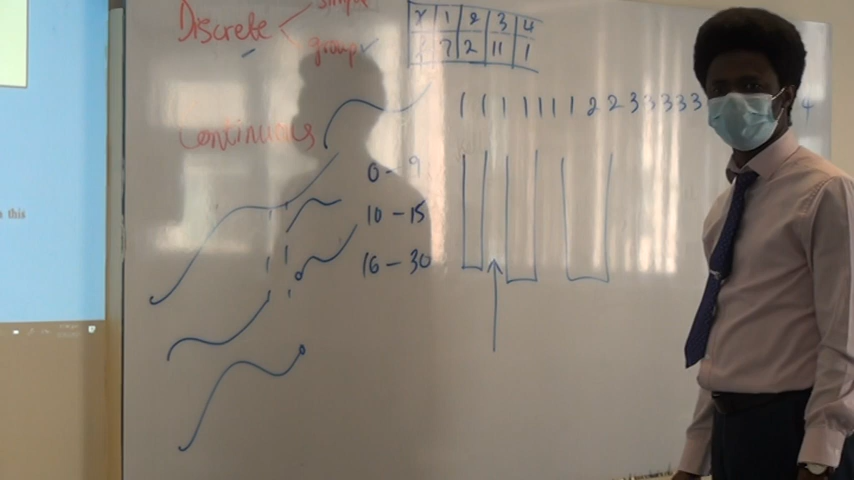 simple
Discrete
group
x 1 2 3 4
f 7 2 11 1
1 1 1 1 1 1 1 2 2 3 3 3 3 3 4
Continuous
0-9
10-15
16-30
this